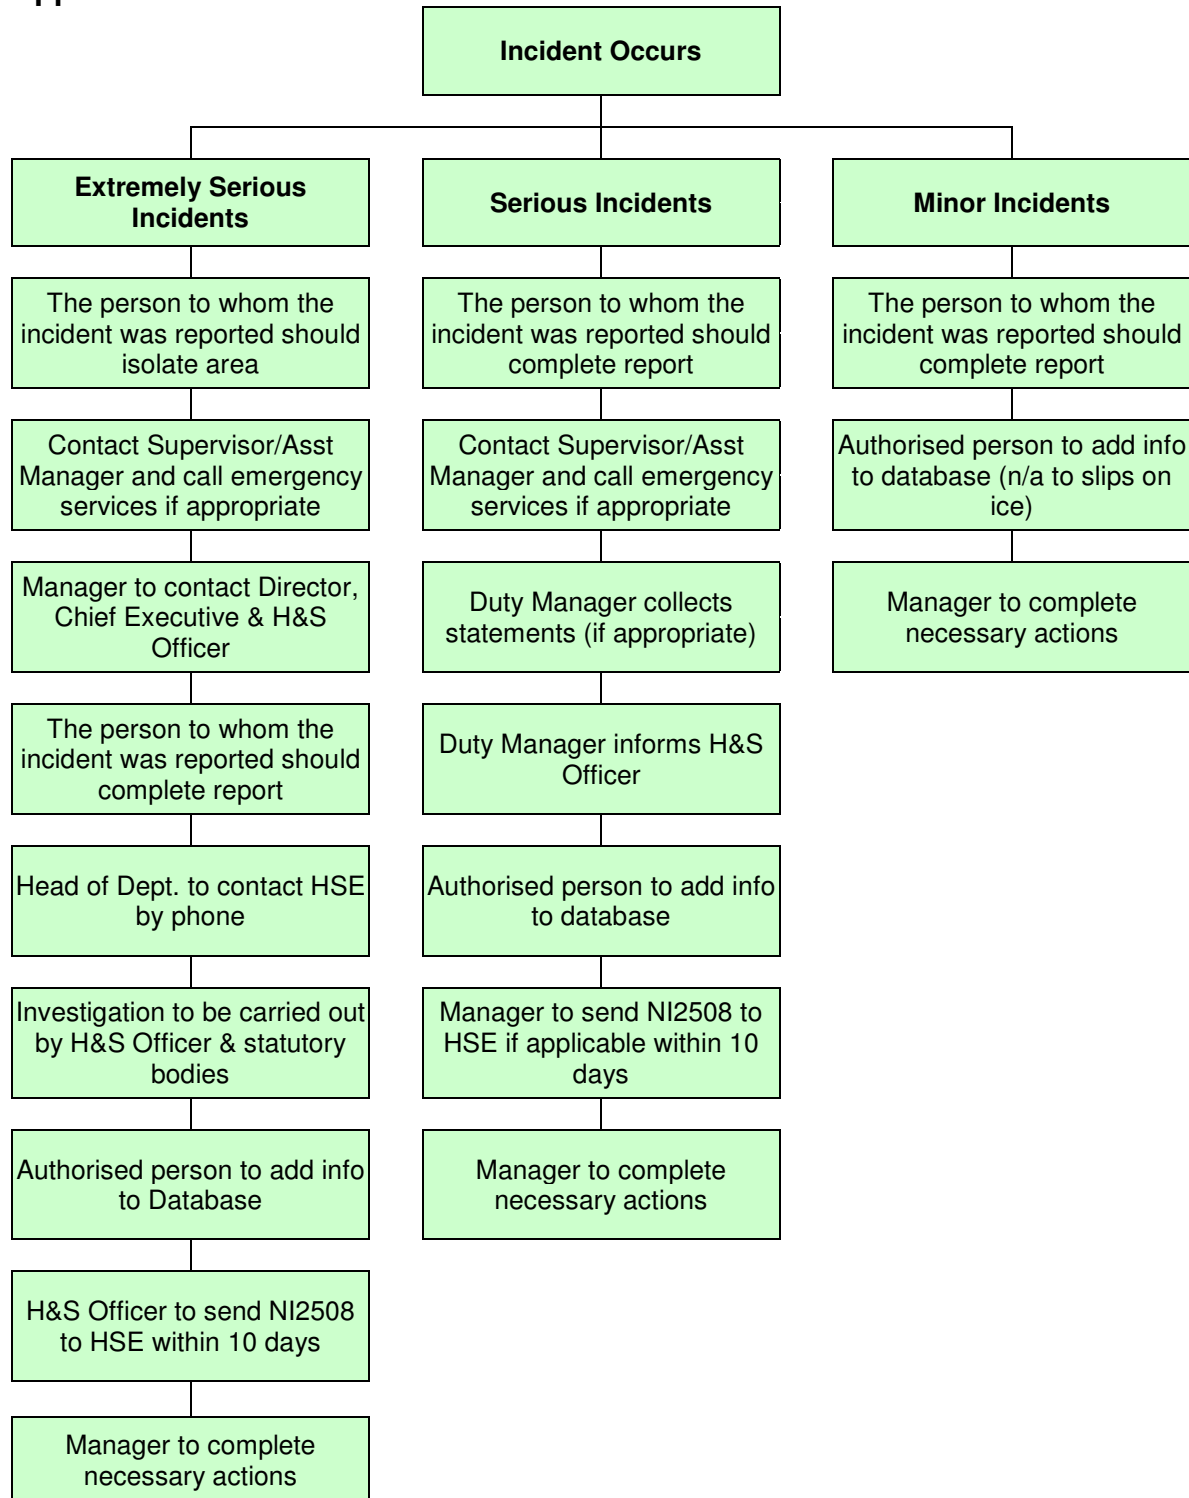 Incident Occurs
Extremely Serious
Incidents
The person to whom the
incident was reported should
isolate area
Contact Supervisor/Asst
Manager and call emergency
services if appropriate
Manager to contact Director,
Chief Executive & H&S
Officer
The person to whom the
incident was reported should
complete report
Head of Dept. to contact HSE
by phone
Investigation to be carried out
by H&S Officer & statutory
bodies
Authorised person to add info
to Database
H&S Officer to send NI2508
to HSE within 10 days
Manager to complete
necessary actions
Serious Incidents
The person to whom the
incident was reported should
complete report
Contact Supervisor/Asst
Manager and call emergency
services if appropriate
Duty Manager collects
statements (if appropriate)
Duty Manager informs H&S
Officer
Authorised person to add info
to database
Manager to send NI2508 to
HSE if applicable within 10
days
Manager to complete
necessary actions
Minor Incidents
The person to whom the
incident was reported should
complete report
Authorised person to add info
to database (n/a to slips on
ice)
Manager to complete
necessary actions